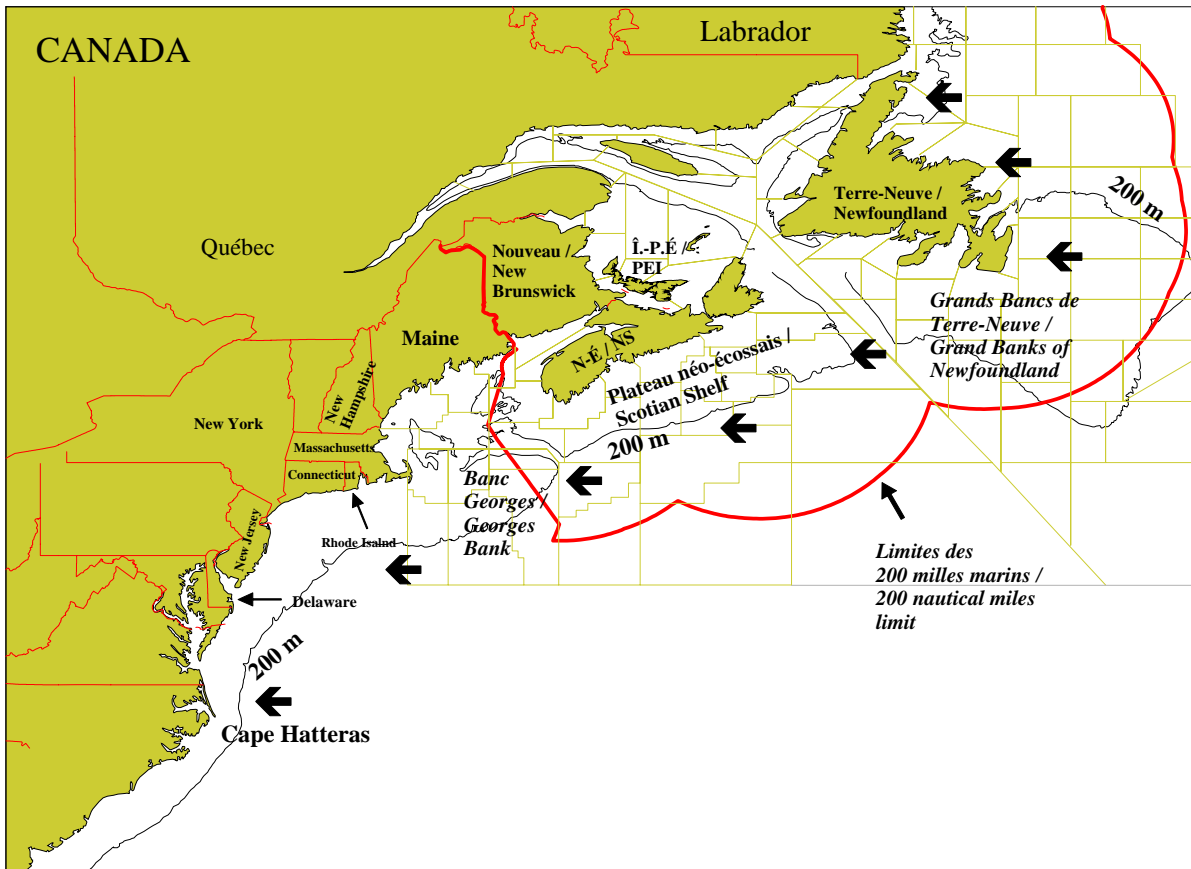 CANADA
Labrador
Québec
Terre-Neuve /
Newfoundland
200 m
Nouveau /
New
Brunswick
Î.-P.É /
PEI
Maine
N-É / NS
Grands Bancs de
Terre-Neuve /
Grand Banks of
Newfoundland
Plateau néo-écossais /
Scotian Shelf
200 m
New
Hampshire
New York
Massachusetts
Connecticut
Banc
Georges /
Georges
Bank
New Jersey
Rhode Isalnd
Limites des
200 milles marins /
200 nautical miles
limit
Delaware
200 m
Cape Hatteras